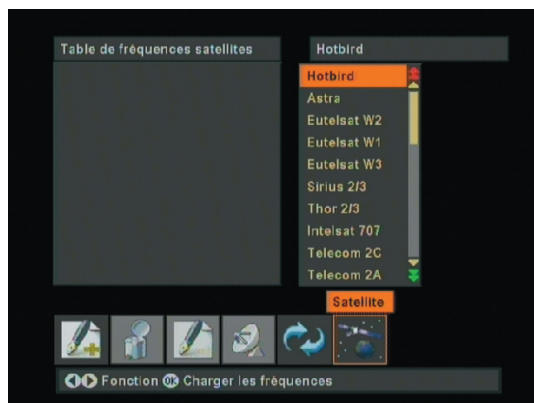 Table de fréquences satellites
Hotbird
Hotbird
Astra
Eutelsat W2
Eutelsat W1
Eutelsat W3
Sirius 2/3
Thor 2/3
Intelsat 707
Telecom 2C
Telecom 2A
Satellite
Fonction OK Charger les fréquences